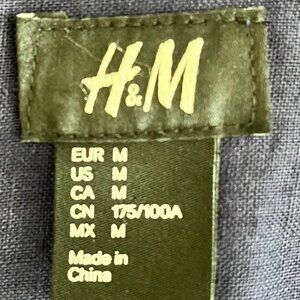 H&M
EUR M
US M
CA M
CN 175/100A
MX M
Made in
China